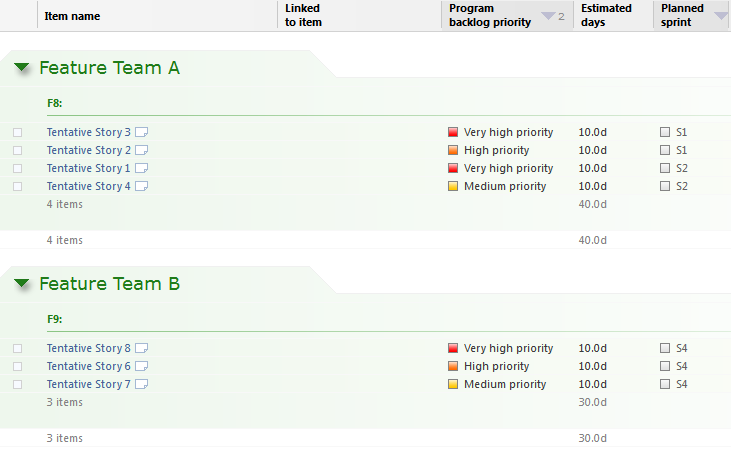 Item name Linked to item Program backlog priority 2 Estimated days Planned sprint
Feature Team A
F8:
Tentative Story 3 Very high priority 10.0d S1
Tentative Story 2 High priority 10.0d S1
Tentative Story 1 Very high priority 10.0d S2
Tentative Story 4 Medium priority 10.0d S2
4 items 40.0d
4 items 40.0d
Feature Team B
F9:
Tentative Story 8 Very high priority 10.0d S4
Tentative Story 6 High priority 10.0d S4
Tentative Story 7 Medium priority 10.0d S4
3 items 30.0d
3 items 30.0d